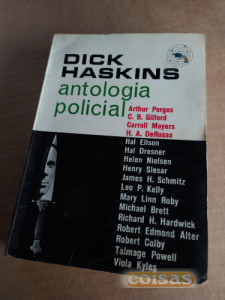 DICK
HASKINS
antologia
policial
Arthur Porges
C. B. Gilford
Carroll Mayers
H. A. DeRosso
Hal Ellson
Hal Dresner
Helen Nielsen
Henry Slesar
James H. Schmitz
Leo P. Kelly
Mary Linn Roby
Michael Brett
Richard H. Hardwick
Robert Edmond Alter
Robert Colby
Talmage Powell
Viola Kyles
coisas